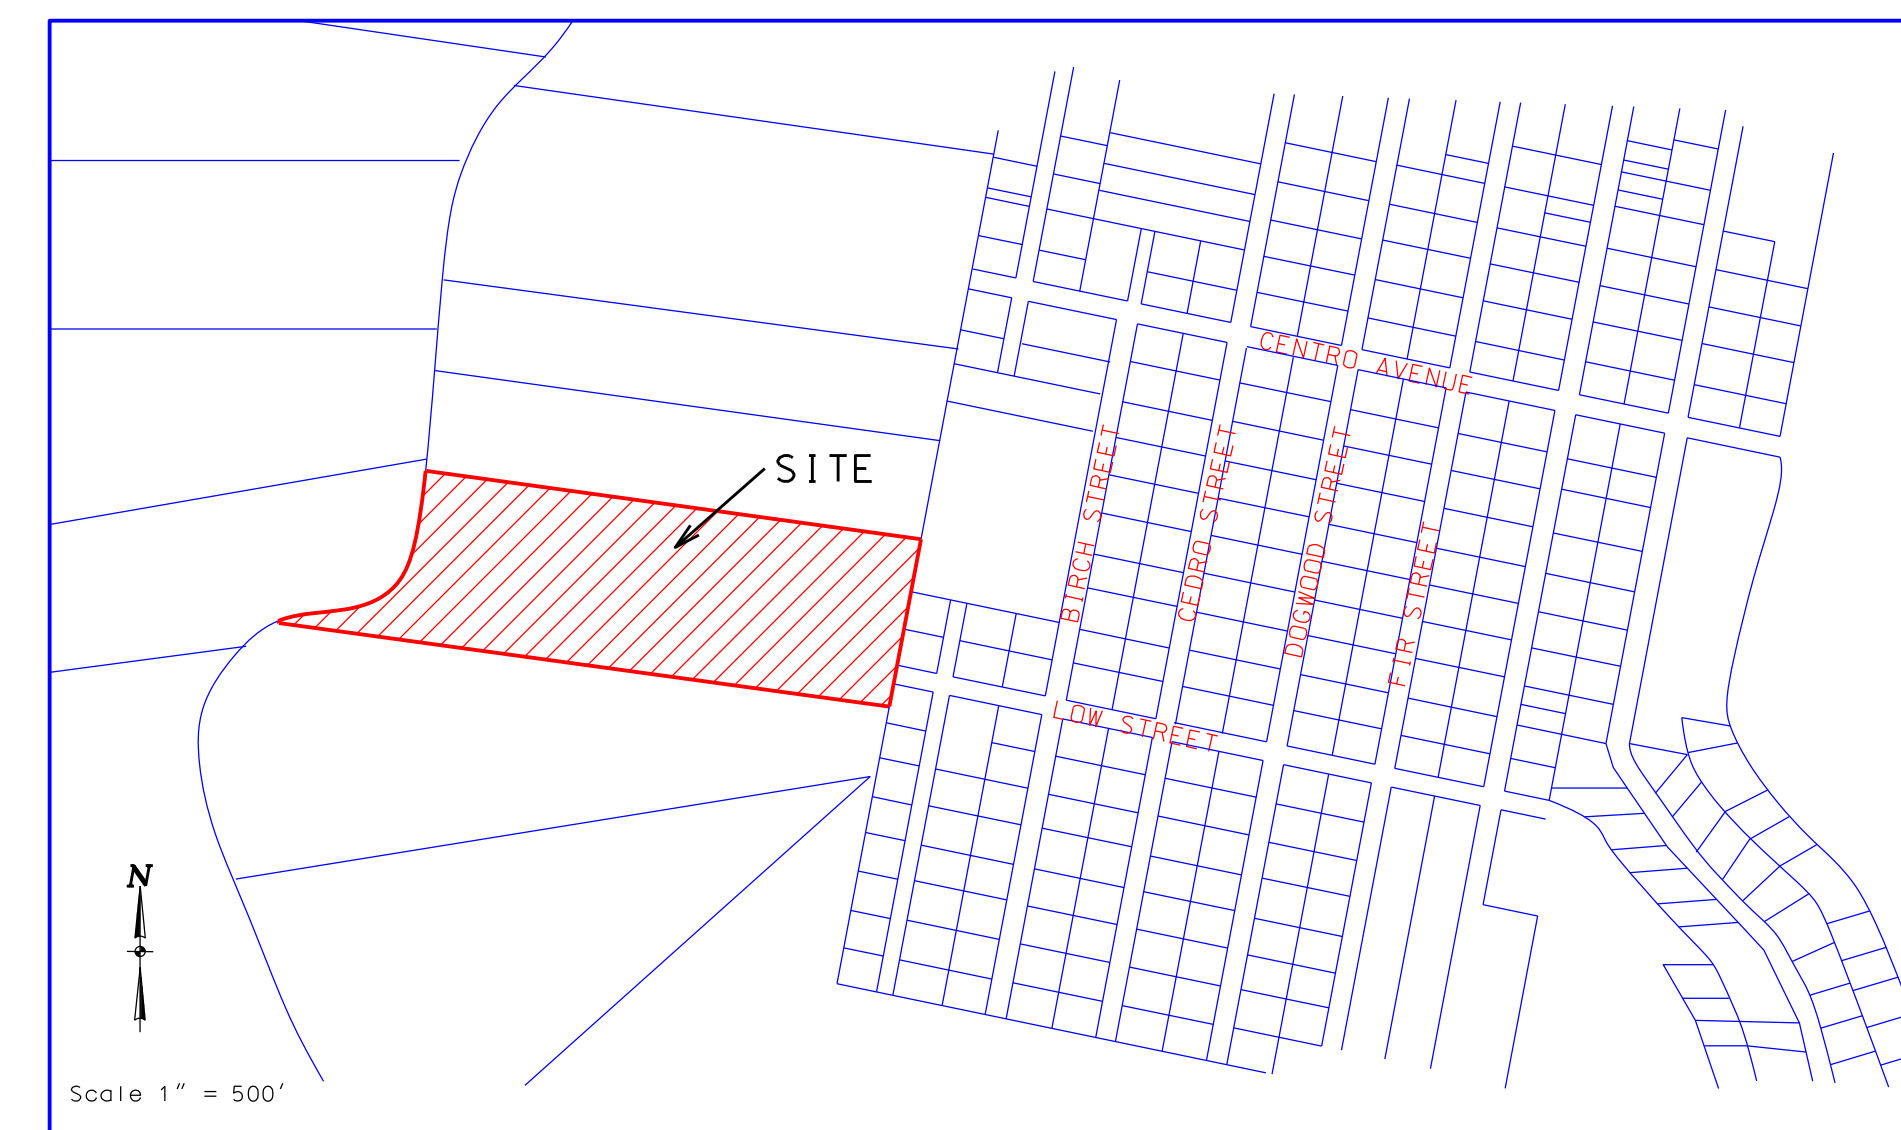 CENTRO AVENUE
SITE
BIRCH STREET
CEDRO STREET
DOGWOOD STREET
FIR STREET
LOW STREET
N
Scale 1" = 500'